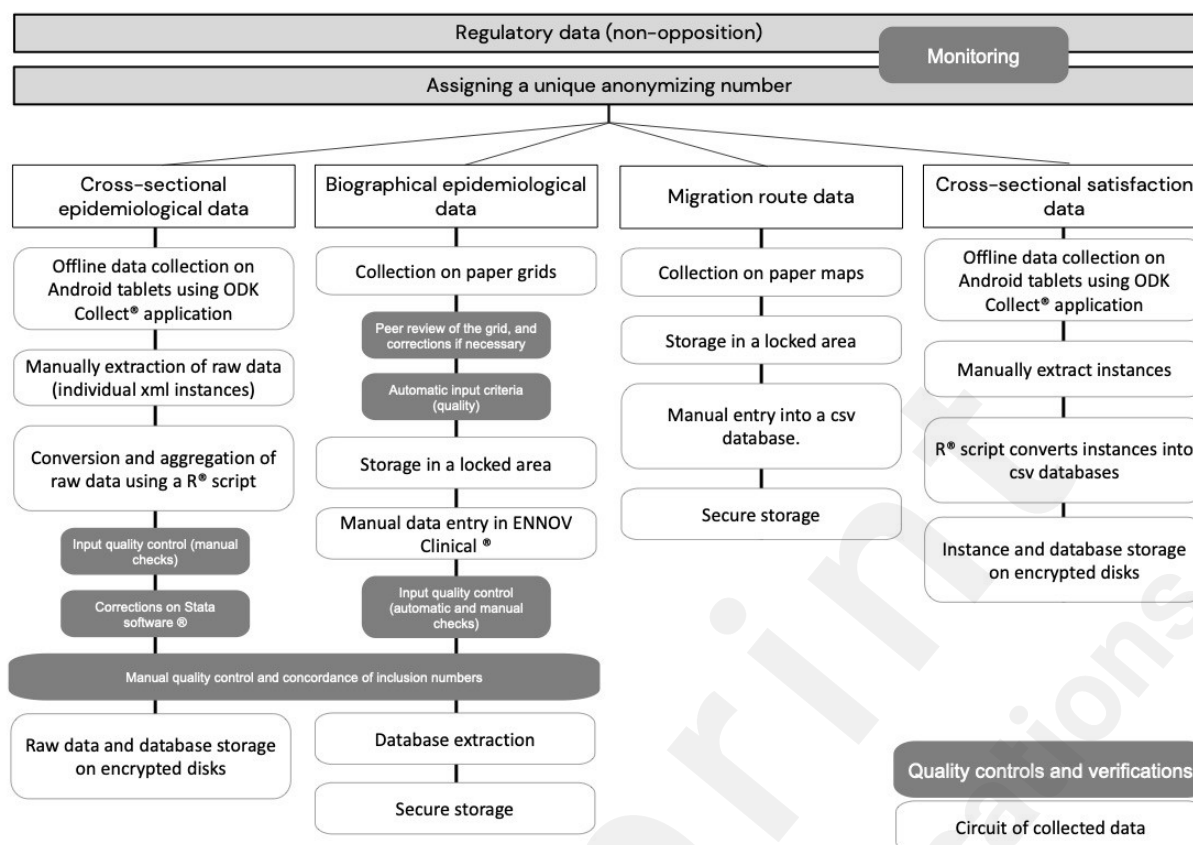 Regulatory data (non-opposition)
Monitoring
Assigning a unique anonymizing number
Cross-sectional
epidemiological data
Offline data collection on
Android tablets using ODK
Collect® application
Manually extraction of raw data
(individual xml instances)
Conversion and aggregation of
raw data using a R® script
Input quality control (manual
checks)
Corrections on Stata
software ®
Biographical epidemiological
data
Collection on paper grids
Peer review of the grid, and
corrections if necessary
Automatic input criteria
(quality)
Storage in a locked area
Manual data entry in ENNOV
Clinical ®
Input quality control
(automatic and manual
checks)
Manual quality control and concordance of inclusion numbers
Raw data and database storage
on encrypted disks
Database extraction
Secure storage
Migration route data
Collection on paper maps
Storage in a locked area
Manual entry into a csv
database.
Secure storage
Cross-sectional satisfaction
data
Offline data collection on
Android tablets using ODK
Collect® application
Manually extract instances
R® script converts instances into
csv databases
Instance and database storage
on encrypted disks
Quality controls and verifications
Circuit of collected data
rint
cations